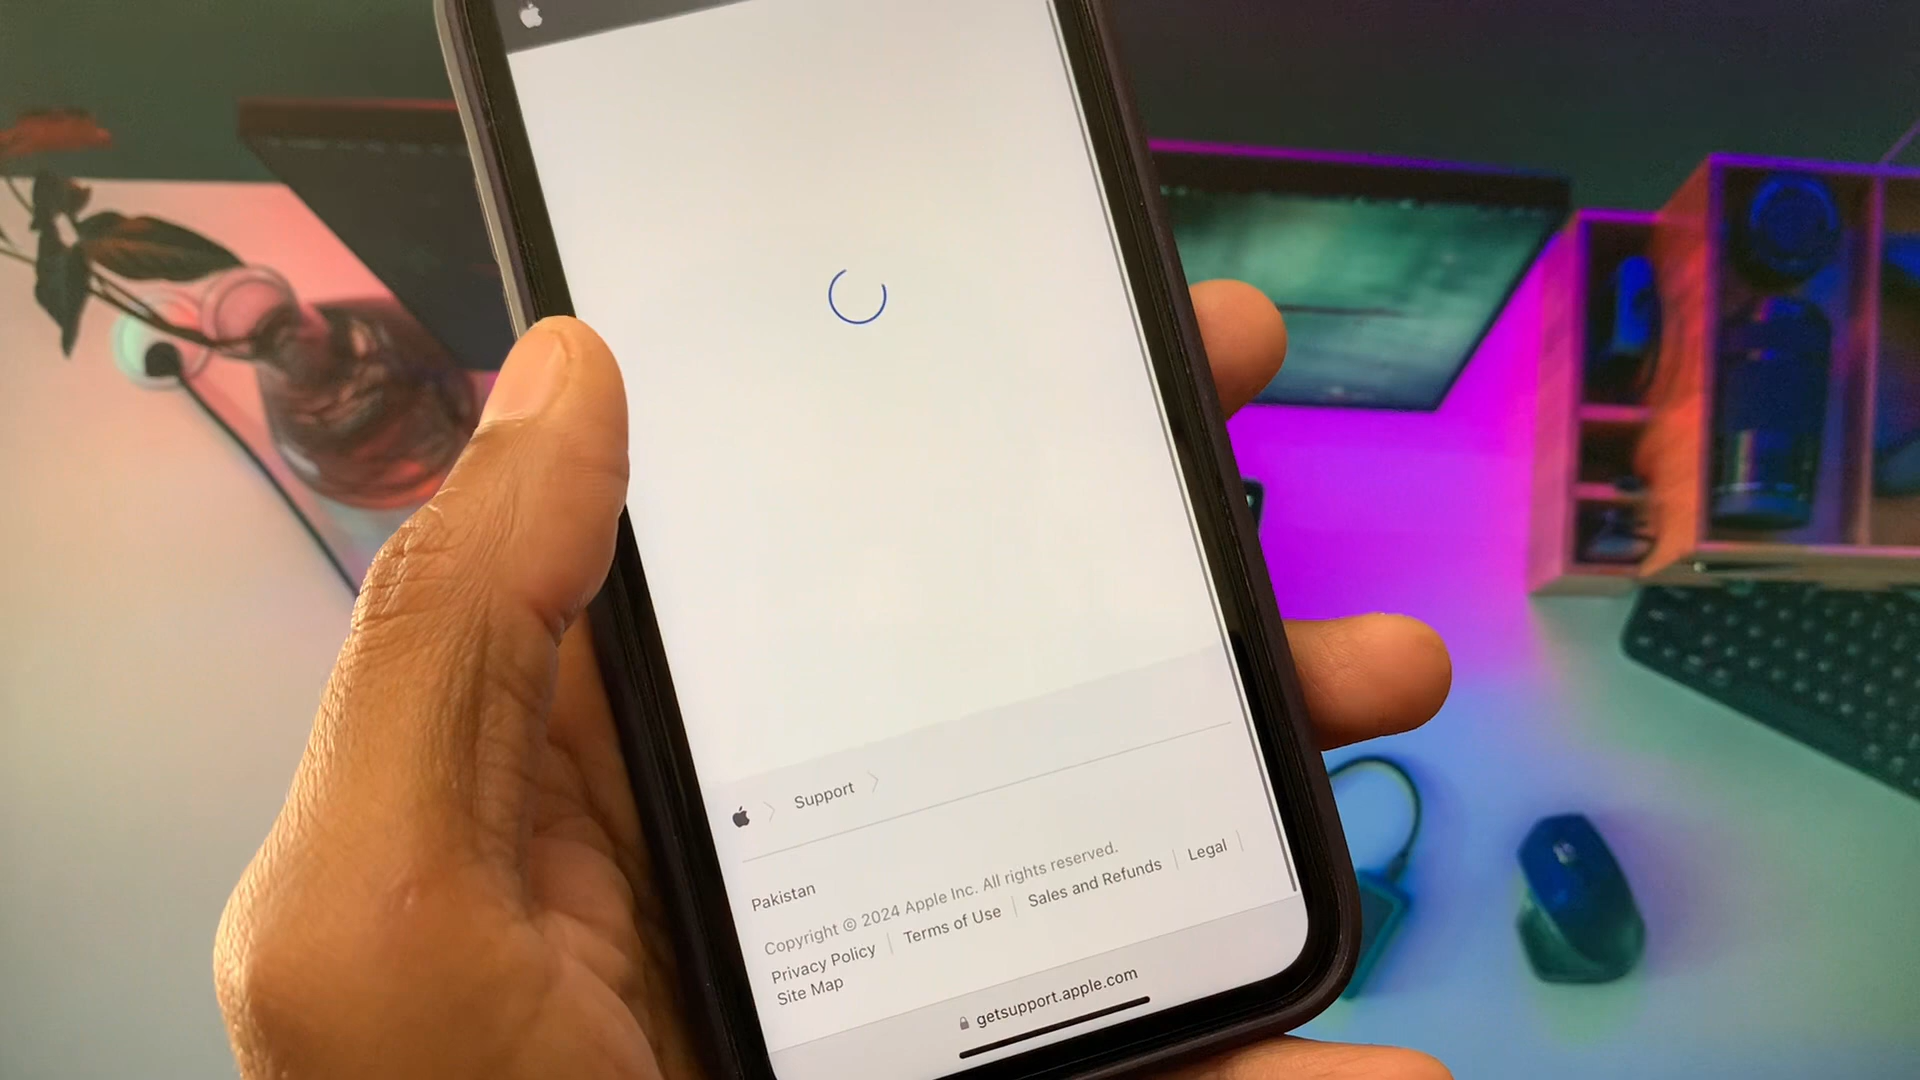 Support
Pakistan
Copyright © 2024 Apple Inc. All rights reserved.
Privacy Policy | Terms of Use | Sales and Refunds | Legal |
Site Map
getsupport.apple.com